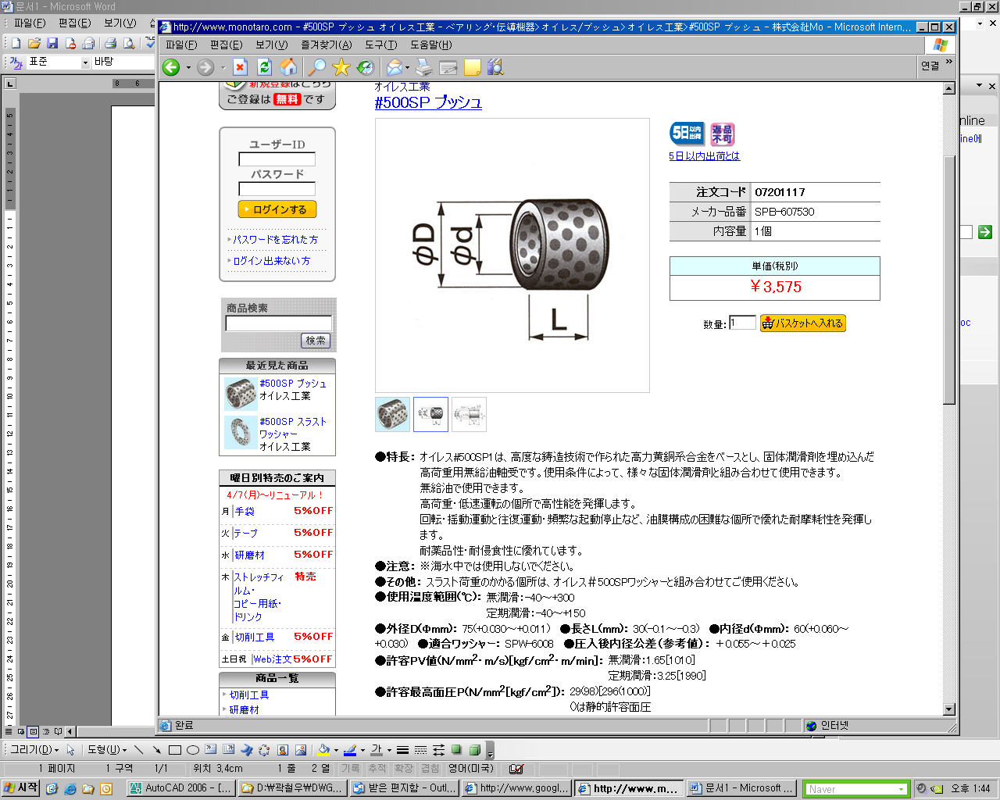 문서1 - Microsoft Word
파일(F) 편집(E) 보기(V)
표준 바탕
http://www.monotaro.com - #500SP ブッシュ オイレス工業 - ベアリング・伝導機器>オイレス/ブッシュ>オイレス工業>#500SP ブッシュ - 株式会社Mo - Microsoft Intern...
파일(F) 편집(E) 보기(V) 즐겨찾기(A) 도구(T) 도움말(H)
연결 »
新規登録はこちら
ご登録は 無料 です
ユーザーID
パスワード
ログインする
パスワードを忘れた方
ログイン出来ない方
商品検索
検索
最近見た商品
#500SP ブッシュ
オイレス工業
#500SP スラスト
ワッシャー
オイレス工業
曜日別特売のご案内
4/7(月)～リニューアル！
月 手袋 5%OFF
火 テープ 5%OFF
水 研磨材 5%OFF
木 ストレッチフィ 特売
ルム・
コピー用紙・
ドリンク
金 切削工具 5%OFF
土日祝 Web注文 5%OFF
商品一覧
切削工具
研磨材
オイレス工業
#500SP ブッシュ
φD
φd
L
5日以内出荷
返品不可
5日以内出荷とは
注文コード 07201117
メーカー品番 SPB-607530
内容量 1個
単価(税別)
￥3,575
数量: 1 バスケットへ入れる
●特長: オイレス#500SP1は、高度な鋳造技術で作られた高力黄銅系合金をベースとし、固体潤滑剤を埋め込んだ
高荷重用無給油軸受です。使用条件によって、様々な固体潤滑剤と組み合わせて使用できます。
無給油で使用できます。
高荷重・低速運転の個所で高性能を発揮します。
回転・揺動運動と往復運動・頻繁な起動停止など、油膜構成の困難な個所で優れた耐摩耗性を発揮し
ます。
耐薬品性・耐侵食性に優れています。
●注意: ※海水中では使用しないでください。
●その他: スラスト荷重のかかる個所は、オイレス＃500SPワッシャーと組み合わせてご使用ください。
●使用温度範囲(℃): 無潤滑:-40～+300
定期潤滑:-40～+150
●外径D(Φmm): 75(+0.030～+0.011) ●長さL(mm): 30(-0.1～-0.3) ●内径d(Φmm): 60(+0.060～
+0.030) ●適合ワッシャー: SPW-6008 ●圧入後内径公差(参考値): ＋0.055～＋0.025
●許容PV値(N/mm²・m/s)[kgf/cm²・m/min]: 無潤滑:1.65[1010]
定期潤滑:3.25[1990]
●許容最高面圧P(N/mm²[kgf/cm²]): 29(98)[296(1000)]
()は静的許容面圧
완료 인터넷
그리기(D) 도형(U)
1 페이지 1 구역 1/1 위치 3.4cm 1 줄 2 열 기록 추적 확장 겹침 영어(미국)
시작 AutoCAD 2006 - [... D:\곽철우\DWG... 받은 편지함 - Outl... http://www.googl... http://www.m... 문서1 - Microsoft ... Naver 오후 1:44